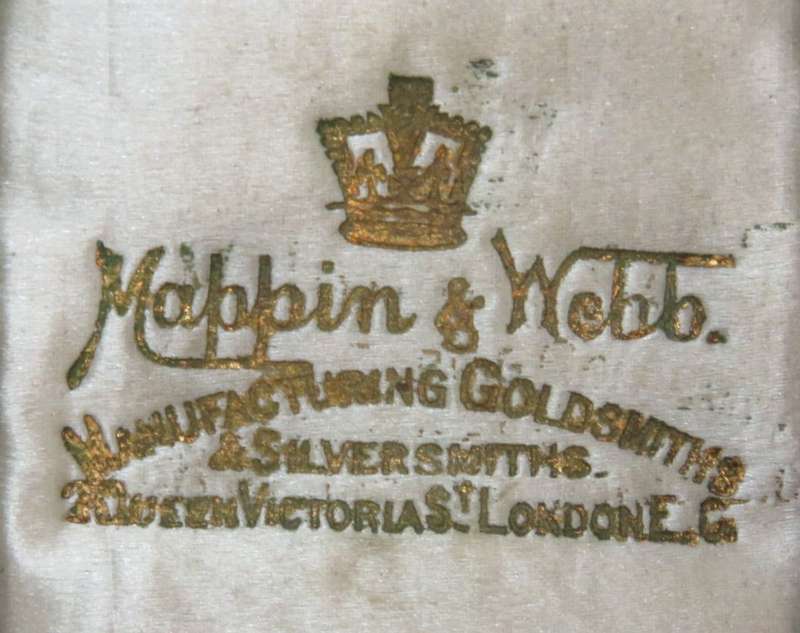 Mappin & Webb.
MANUFACTURING GOLDSMITHS
& SILVERSMITHS.
2 QUEEN VICTORIA ST LONDON E.C.